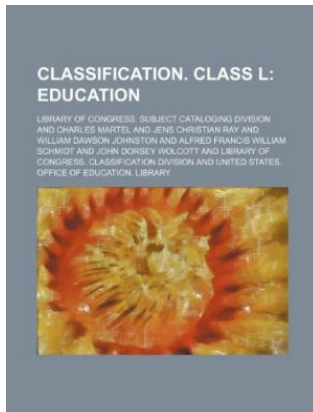 CLASSIFICATION. CLASS L:
EDUCATION
LIBRARY OF CONGRESS. SUBJECT CATALOGING DIVISION
AND CHARLES MARTEL AND JENS CHRISTIAN RAY AND
WILLIAM DAWSON JOHNSTON AND ALFRED FRANCIS WILLIAM
SCHMIDT AND JOHN DORSEY WOLCOTT AND LIBRARY OF
CONGRESS. CLASSIFICATION DIVISION AND UNITED STATES.
OFFICE OF EDUCATION. LIBRARY